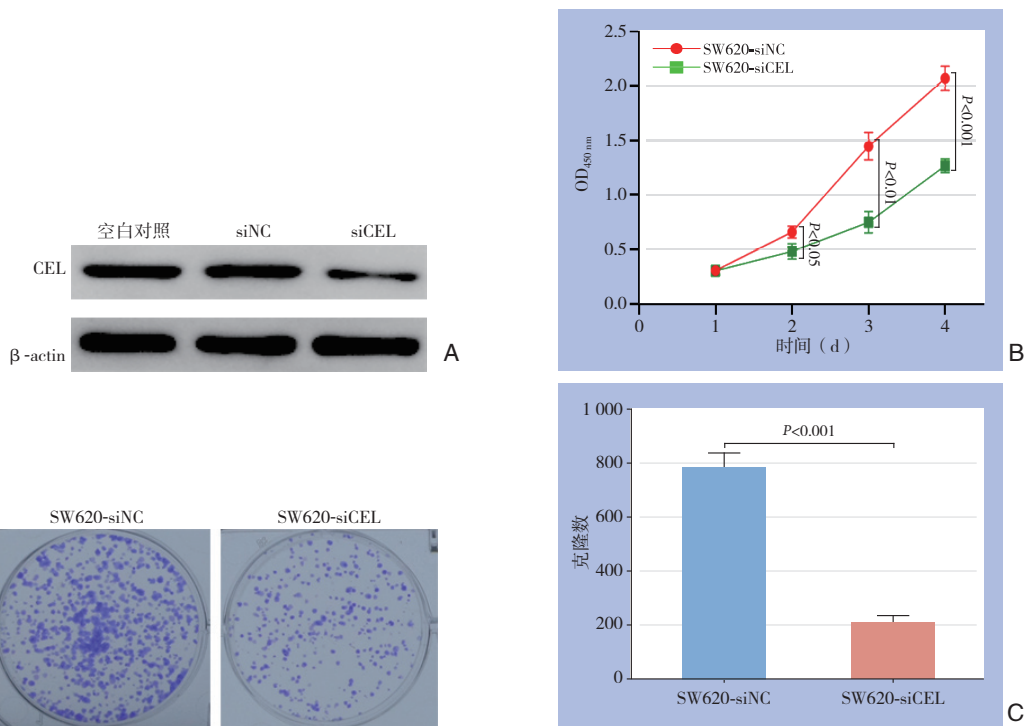 空白对照 siNC siCEL
CEL
β-actin
A
2.5
2.0
1.5
1.0
0.5
0.0
OD450 nm
SW620-siNC
SW620-siCEL
P<0.05
P<0.01
P<0.001
0 1 2 3 4
时间（d）
B
SW620-siNC SW620-siCEL
1 000
800
600
400
200
0
克隆数
P<0.001
SW620-siNC SW620-siCEL
C